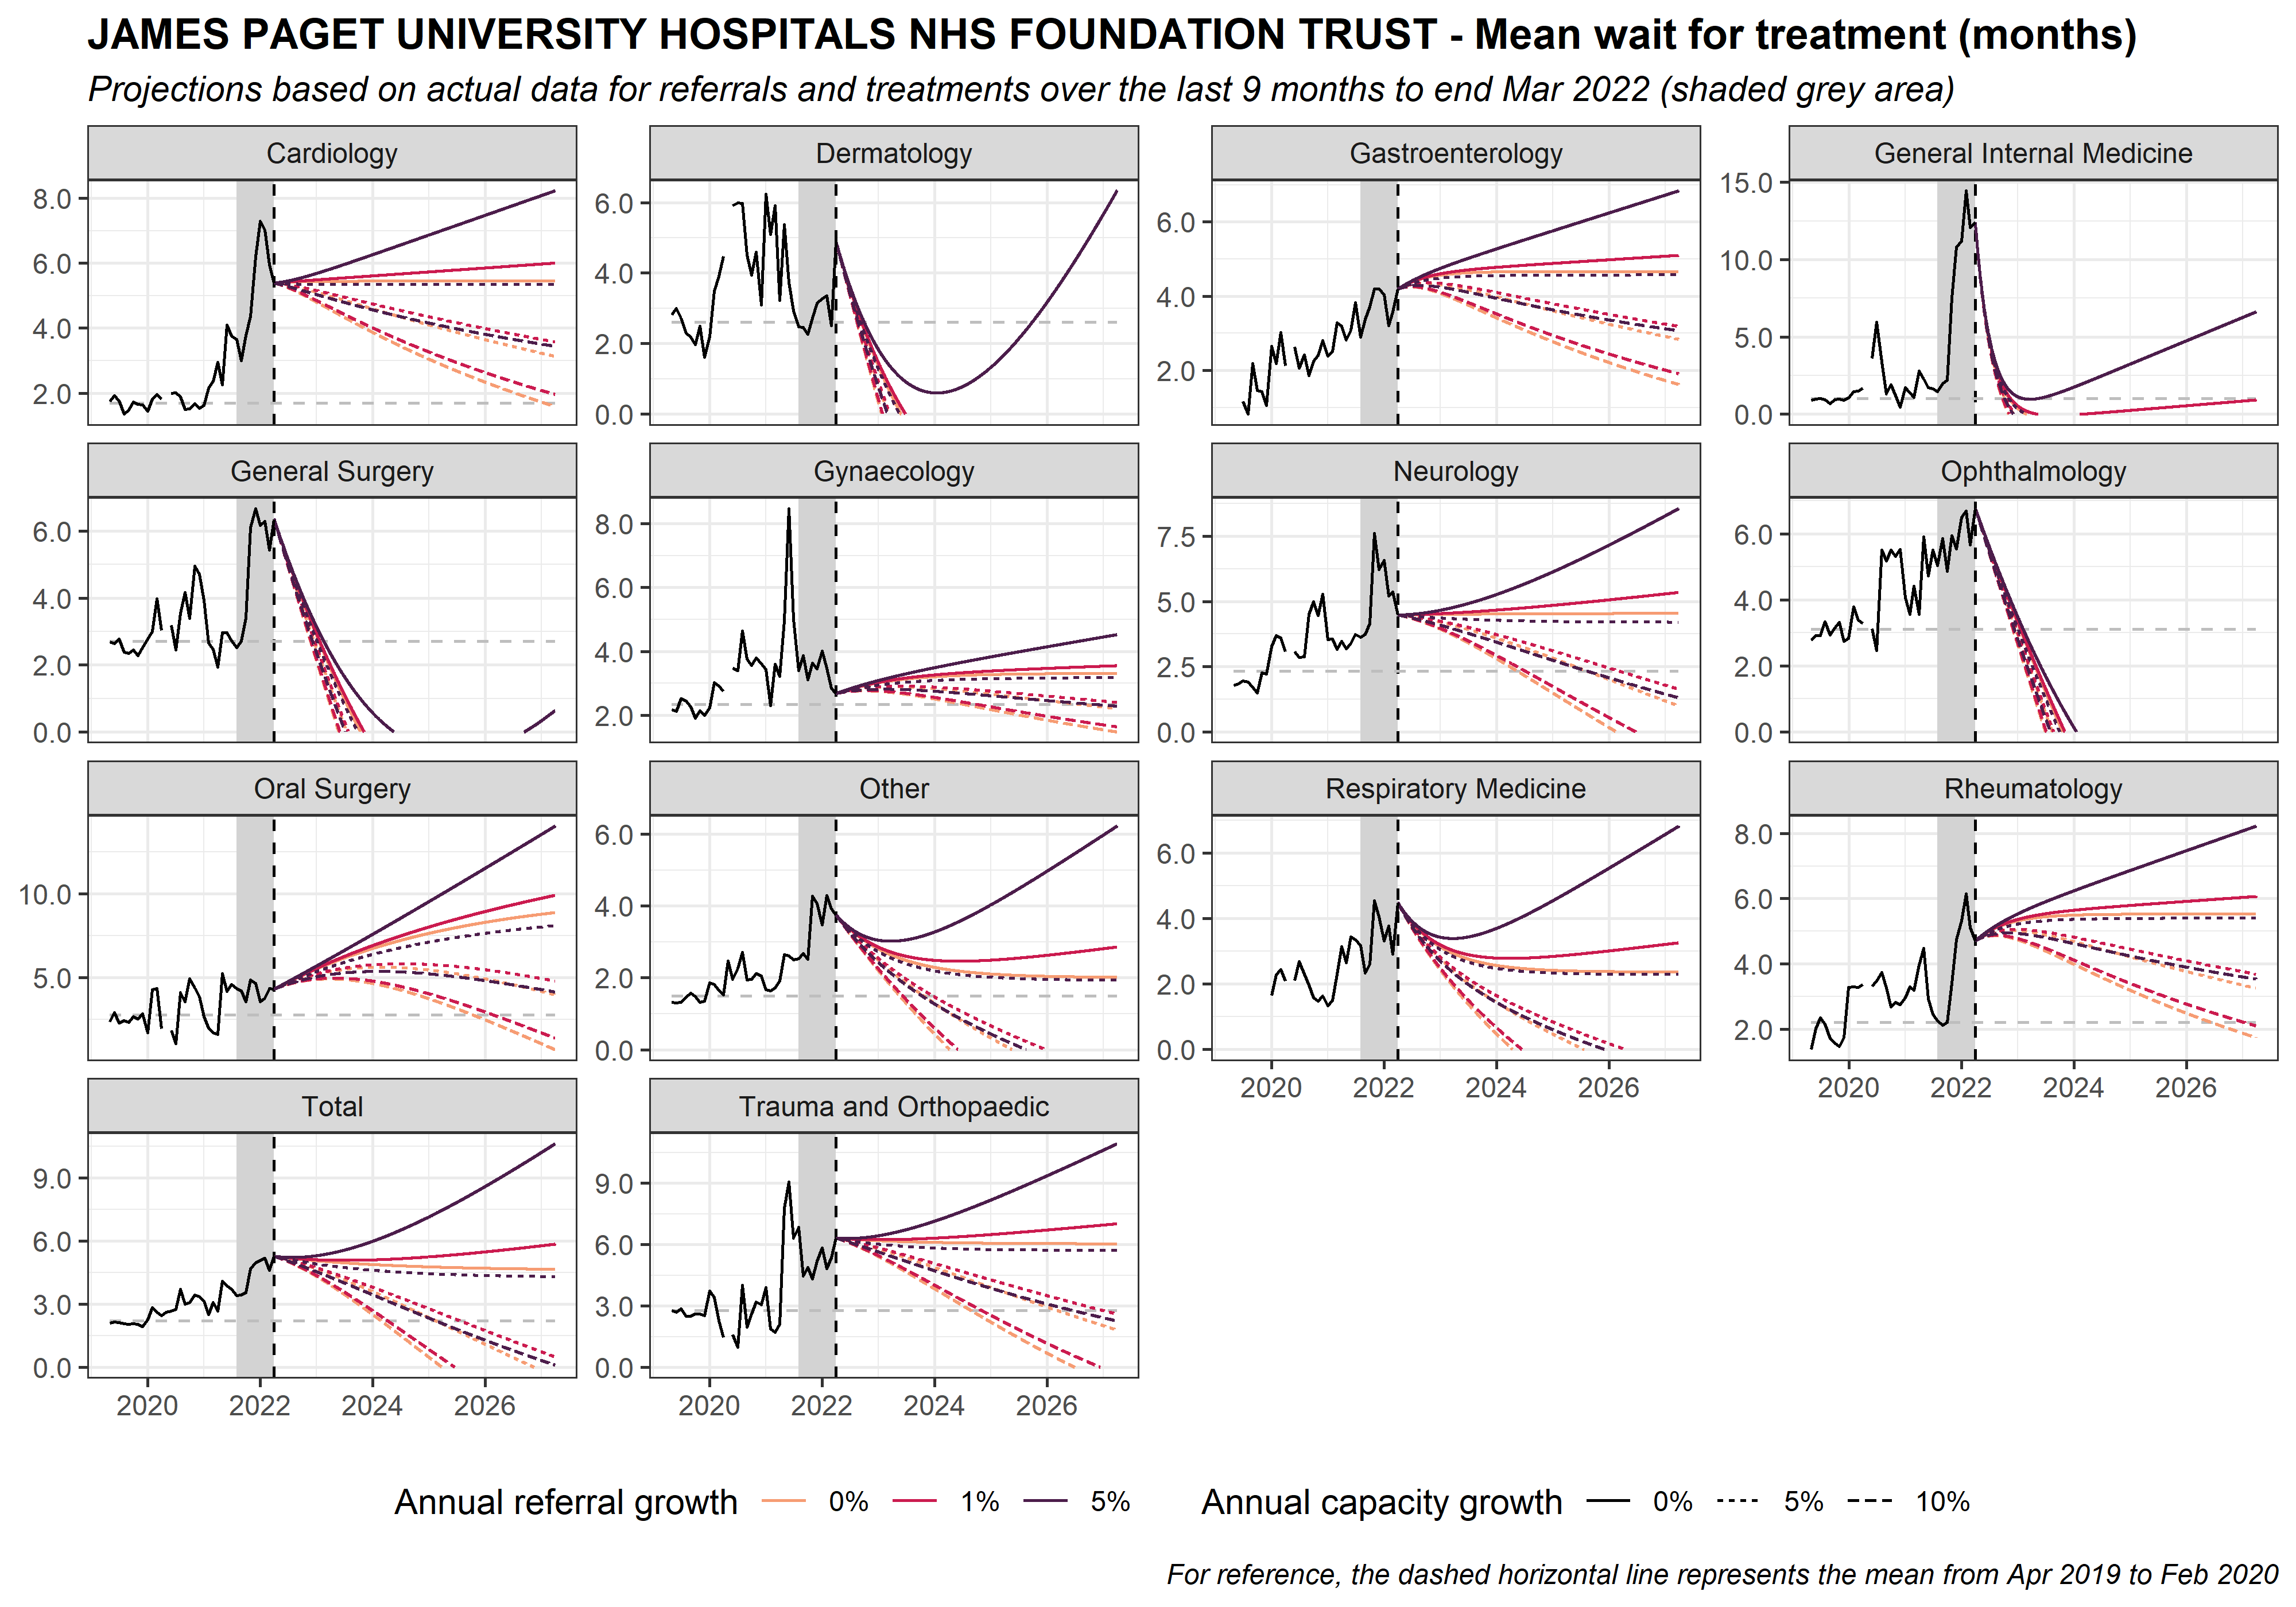 JAMES PAGET UNIVERSITY HOSPITALS NHS FOUNDATION TRUST - Mean wait for treatment (months)
Projections based on actual data for referrals and treatments over the last 9 months to end Mar 2022 (shaded grey area)
Cardiology
8.0
6.0
4.0
2.0
Dermatology
6.0
4.0
2.0
0.0
Gastroenterology
6.0
4.0
2.0
General Internal Medicine
15.0
10.0
5.0
0.0
General Surgery
6.0
4.0
2.0
0.0
Gynaecology
8.0
6.0
4.0
2.0
Neurology
7.5
5.0
2.5
0.0
Ophthalmology
6.0
4.0
2.0
0.0
Oral Surgery
10.0
5.0
Other
6.0
4.0
2.0
0.0
Respiratory Medicine
6.0
4.0
2.0
0.0
2020 2022 2024 2026
Rheumatology
8.0
6.0
4.0
2.0
2020 2022 2024 2026
Total
9.0
6.0
3.0
0.0
2020 2022 2024 2026
Trauma and Orthopaedic
9.0
6.0
3.0
0.0
2020 2022 2024 2026
Annual referral growth 0% 1% 5%
Annual capacity growth 0% 5% 10%
For reference, the dashed horizontal line represents the mean from Apr 2019 to Feb 2020